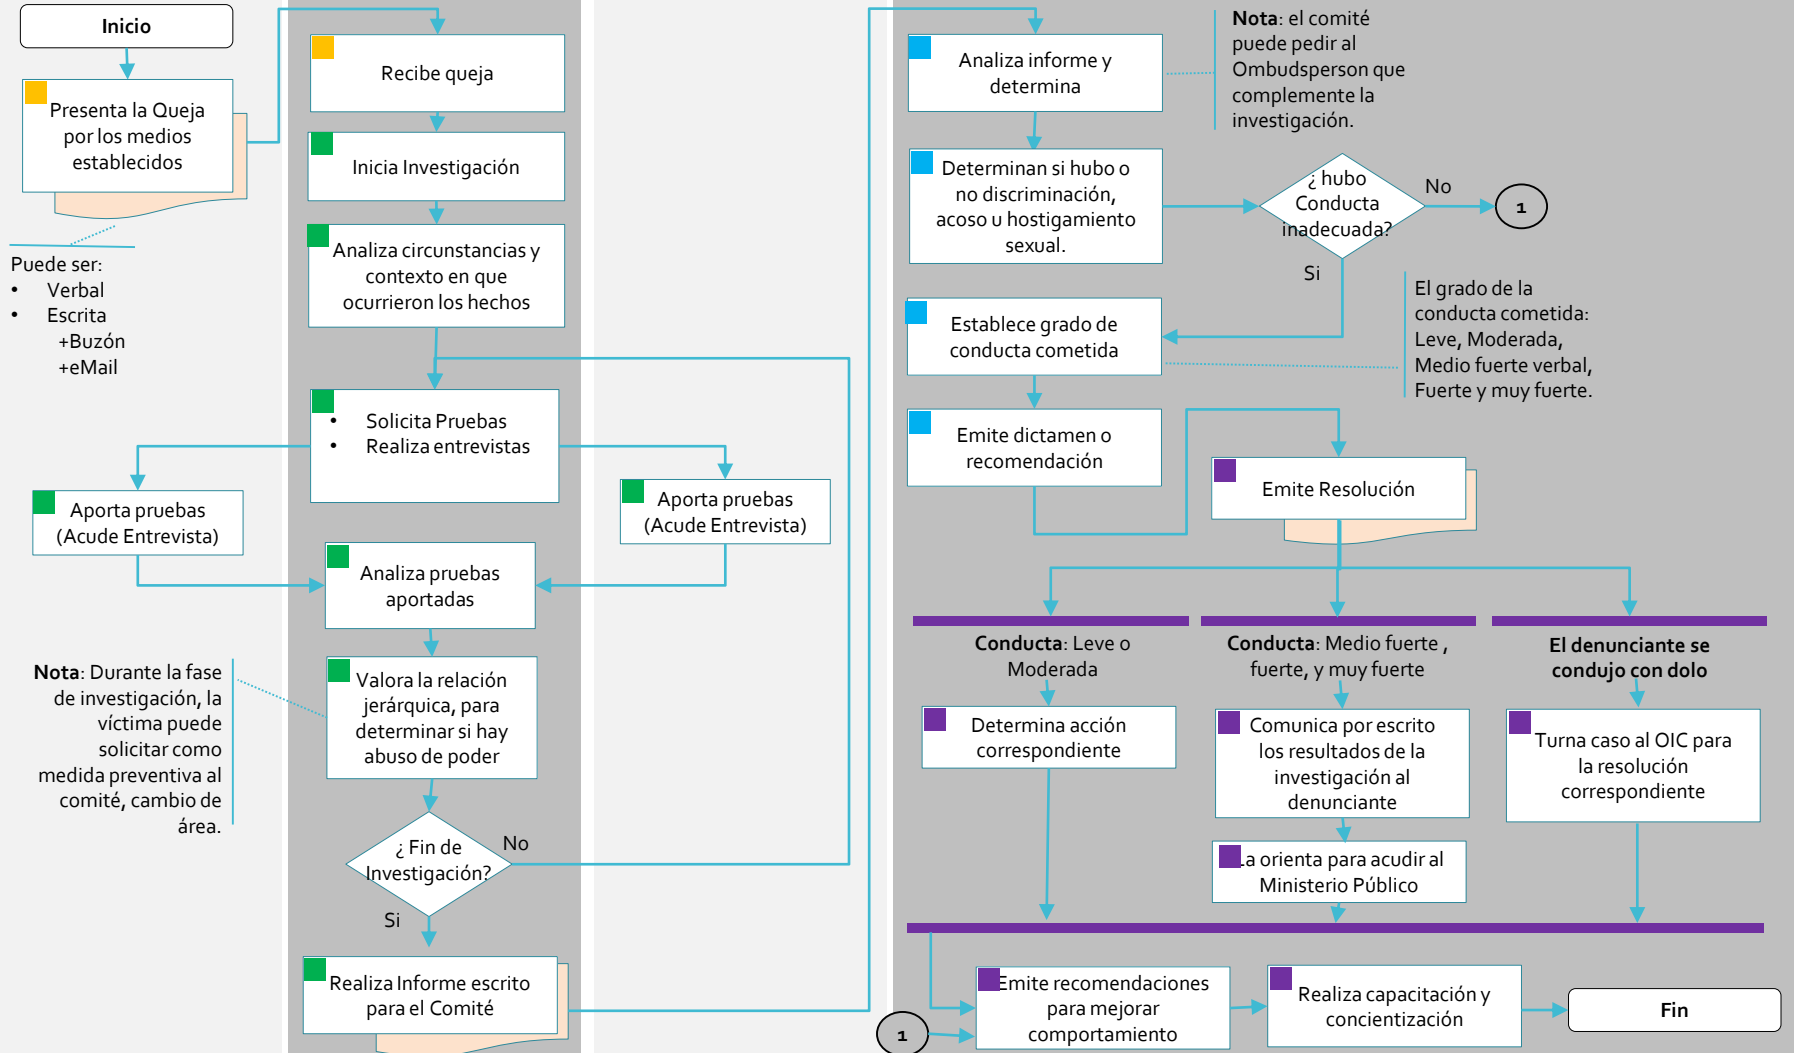 Inicio
Presenta la Queja
por los medios
establecidos
Puede ser:
• Verbal
• Escrita
+Buzón
+eMail
Recibe queja
Inicia Investigación
Analiza circunstancias y
contexto en que
ocurrieron los hechos
• Solicita Pruebas
• Realiza entrevistas
Aporta pruebas
(Acude Entrevista)
Aporta pruebas
(Acude Entrevista)
Analiza pruebas
aportadas
Nota: Durante la fase
de investigación, la
víctima puede
solicitar como
medida preventiva al
comité, cambio de
área.
Valora la relación
jerárquica, para
determinar si hay
abuso de poder
¿ Fin de
Investigación?
No
Si
Realiza Informe escrito
para el Comité
Analiza informe y
determina
Nota: el comité
puede pedir al
Ombudsperson que
complemente la
investigación.
Determinan si hubo o
no discriminación,
acoso u hostigamiento
sexual.
¿ hubo
Conducta
inadecuada?
No
1
Si
Establece grado de
conducta cometida
El grado de la
conducta cometida:
Leve, Moderada,
Medio fuerte verbal,
Fuerte y muy fuerte.
Emite dictamen o
recomendación
Emite Resolución
Conducta: Leve o
Moderada
Conducta: Medio fuerte ,
fuerte, y muy fuerte
El denunciante se
condujo con dolo
Determina acción
correspondiente
Comunica por escrito
los resultados de la
investigación al
denunciante
Turna caso al OIC para
la resolución
correspondiente
La orienta para acudir al
Ministerio Público
1
Emite recomendaciones
para mejorar
comportamiento
Realiza capacitación y
concientización
Fin